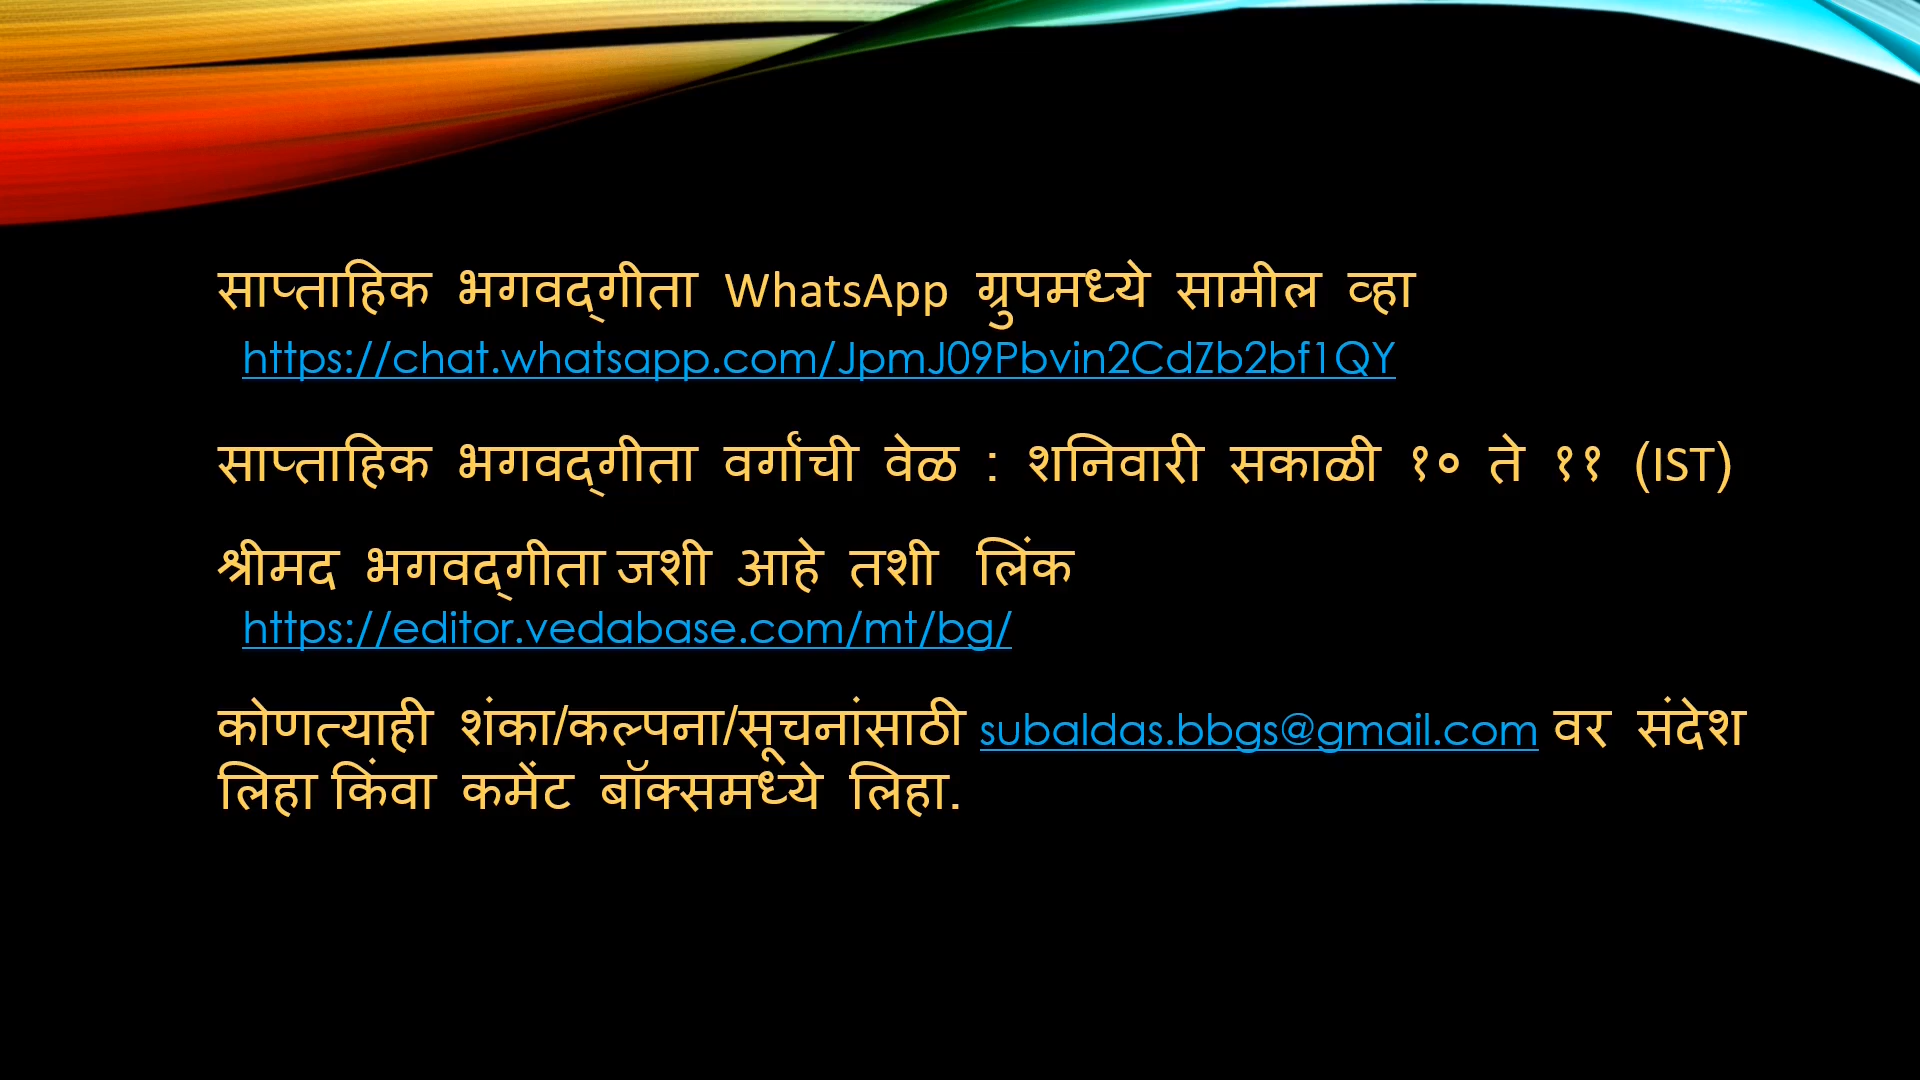 साप्ताहिक भगवद्‌गीता WhatsApp ग्रुपमध्ये सामील व्हा
https://chat.whatsapp.com/JpmJ09Pbvin2CdZb2bf1QY
साप्ताहिक भगवद्‌गीता वर्गांची वेळ : शनिवारी सकाळी १० ते ११ (IST)
श्रीमद भगवद्‌गीता जशी आहे तशी लिंक
https://editor.vedabase.com/mt/bg/
कोणत्याही शंका/कल्पना/सूचनांसाठी subaldas.bbgs@gmail.com वर संदेश
लिहा किंवा कमेंट बॉक्समध्ये लिहा.